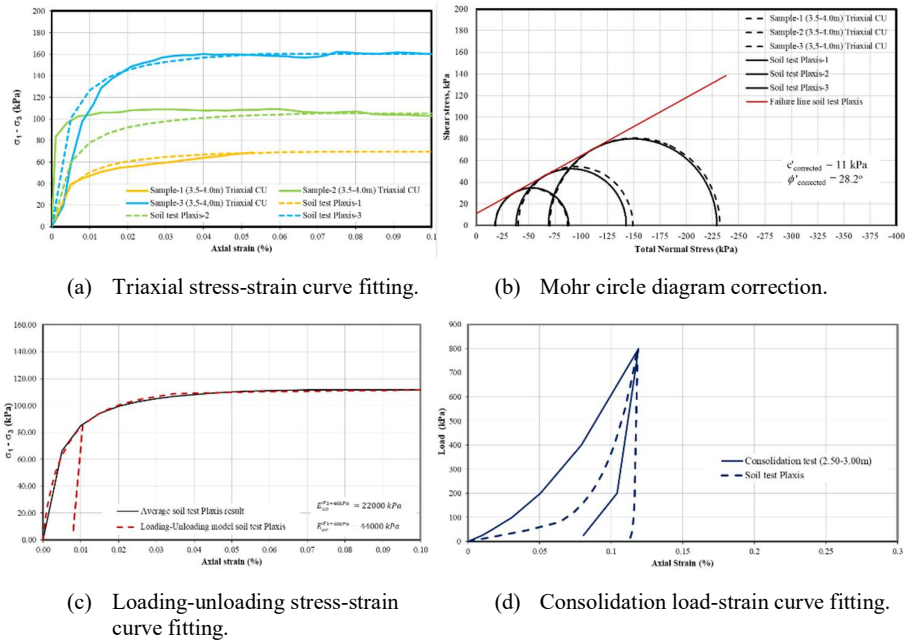 200
180
160
140
120
100
80
60
40
20
0
σ1 - σ3, (kPa)
Sample-1 (3.5-4.0m) Triaxial CU
Sample-2 (3.5-4.0m) Triaxial CU
Sample-3 (3.5-4.0m) Triaxial CU
Soil test Plaxis-1
Soil test Plaxis-2
Soil test Plaxis-3
0 0.01 0.02 0.03 0.04 0.05 0.06 0.07 0.08 0.09 0.1
Axial strain (%)
(a) Triaxial stress-strain curve fitting.
200
180
160
140
120
100
80
60
40
20
0
Shear stress, kPa
Sample-1 (3.5-4.0m) Triaxial CU
Sample-2 (3.5-4.0m) Triaxial CU
Sample-3 (3,5-4.0m) Triaxial CU
Soil test Plaxis-1
Soil test Plaxis-2
Soil test Plaxis-3
Failure line soil test Plaxis
c'corrected = 11 kPa
ϕ'corrected = 28.2°
0 -25 -50 -75 -100 -125 -150 -175 -200 -225 -250 -275 -300 -325 -350 -375 -400
Total Normal Stress (kPa)
(b) Mohr circle diagram correction.
160.00
140.00
120.00
100.00
80.00
60.00
40.00
20.00
0.00
σ1 - σ3, (kPa)
Average soil test Plaxis result
Loading-Unloading model soil test Plaxis
= 22000 kPa
44000 kPa
0.00 0.01 0.02 0.03 0.04 0.05 0.06 0.07 0.08 0.09 0.10
Axial strain (%)
(c) Loading-unloading stress-strain
curve fitting.
900
800
700
600
500
400
300
200
100
0
Load (kPa)
Consolidation test (2.50-3.00m)
Soil test Plaxis
0 0.05 0.1 0.15 0.2 0.25 0.3
Axial Strain (%)
(d) Consolidation load-strain curve fitting.